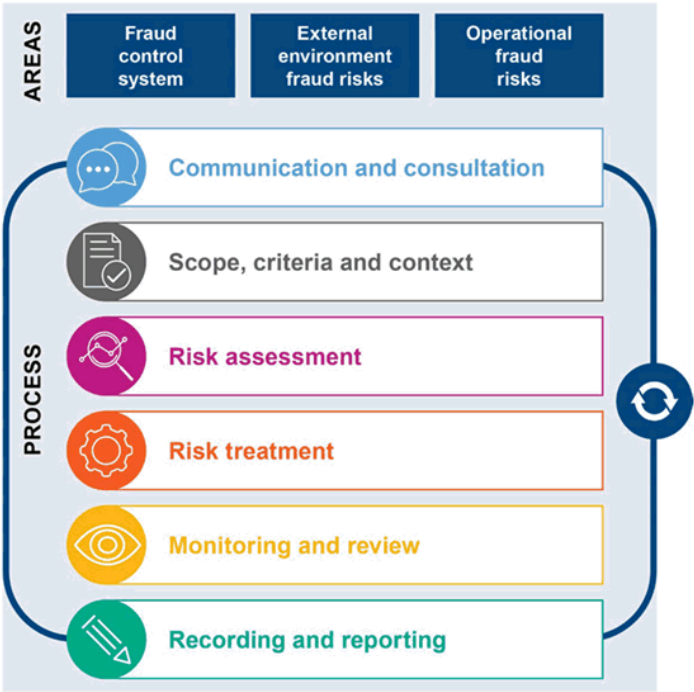 AREAS
Fraud
control
system
External
environment
fraud risks
Operational
fraud
risks
PROCESS
Communication and consultation
Scope, criteria and context
Risk assessment
Risk treatment
Monitoring and review
Recording and reporting